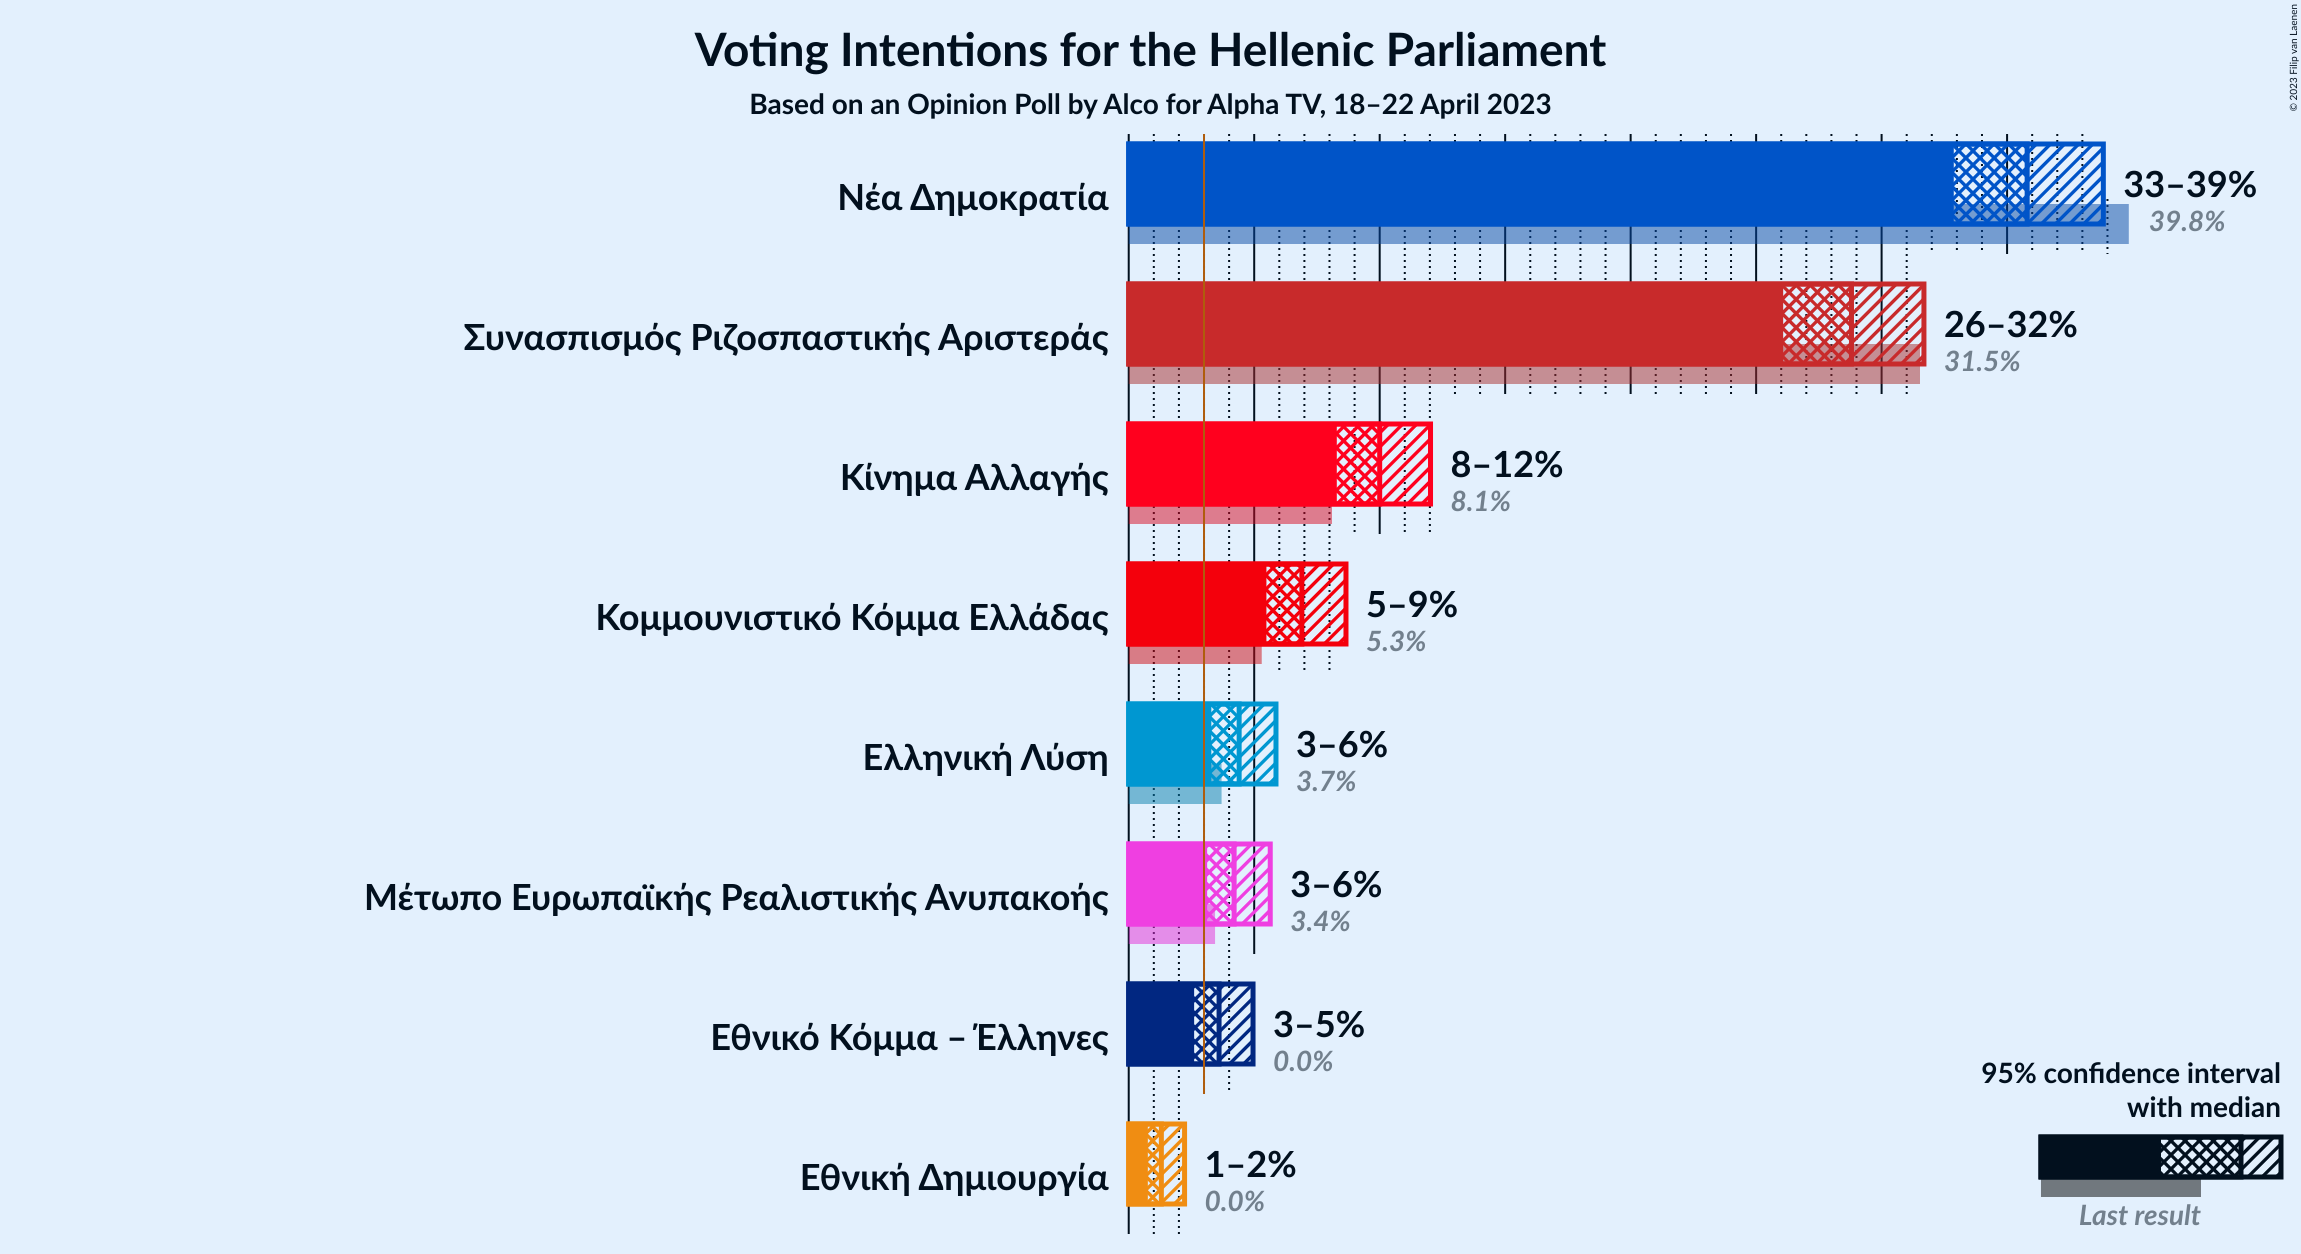 Voting Intentions for the Hellenic Parliament
Based on an Opinion Poll by Alco for Alpha TV, 18–22 April 2023
© 2023 Filip van Laenen
Νέα Δημοκρατία
33–39%
39.8%
Συνασπισμός Ριζοσπαστικής Αριστεράς
26–32%
31.5%
Κίνημα Αλλαγής
8–12%
8.1%
Κομμουνιστικό Κόμμα Ελλάδας
5–9%
5.3%
Ελληνική Λύση
3–6%
3.7%
Μέτωπο Ευρωπαϊκής Ρεαλιστικής Ανυπακοής
3–6%
3.4%
Εθνικό Κόμμα – Έλληνες
3–5%
0.0%
Εθνική Δημιουργία
1–2%
0.0%
95% confidence interval
with median
Last result